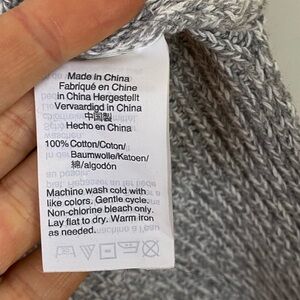 Made in China
Fabriqué en Chine
in China Hergestellt
Vervaardigd in China
中国製
Hecho en China
100% Cotton/Coton/
Baumwolle/Katoen/
綿/algodón
Machine wash cold with
like colors. Gentle cycle.
Non-chlorine bleach only.
Lay flat to dry. Warm iron
as needed.